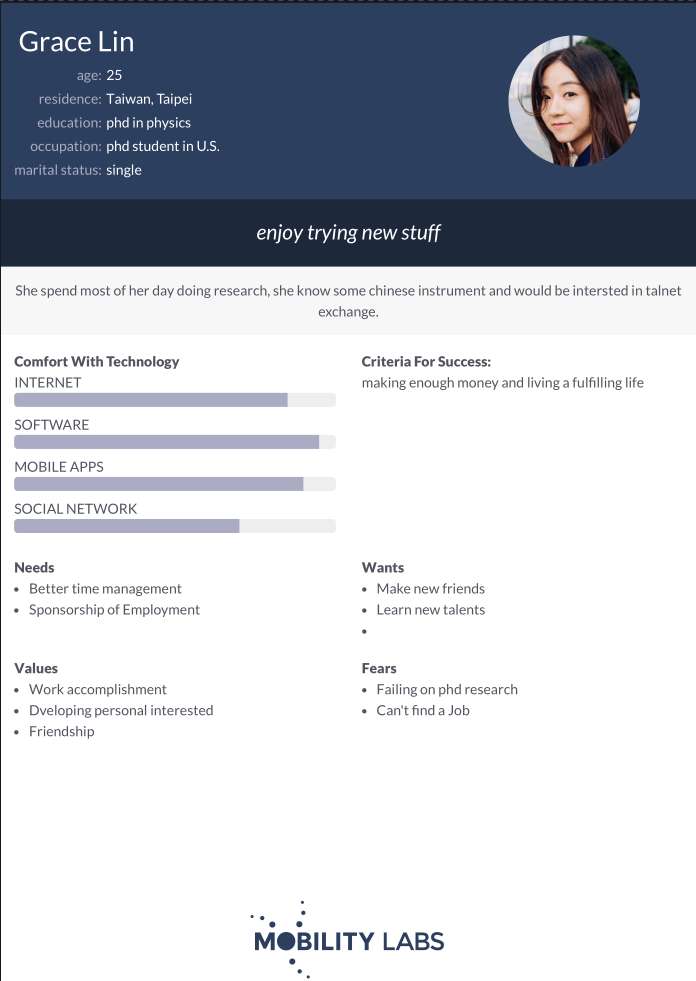 Grace Lin
age: 25
residence: Taiwan, Taipei
education: phd in physics
occupation: phd student in U.S.
marital status: single
enjoy trying new stuff
She spend most of her day doing research, she know some chinese instrument and would be intersted in talnet
exchange.
Comfort With Technology
INTERNET
SOFTWARE
MOBILE APPS
SOCIAL NETWORK
Criteria For Success:
making enough money and living a fulfilling life
Needs
• Better time management
• Sponsorship of Employment
Wants
• Make new friends
• Learn new talents
•
Values
• Work accomplishment
• Dveloping personal interested
• Friendship
Fears
• Failing on phd research
• Can't find a Job
MOBILITY LABS